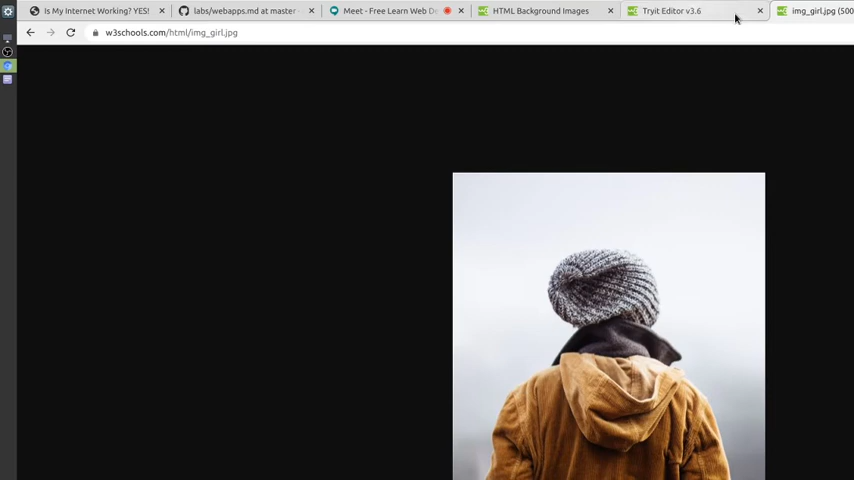 Is My Internet Working? YES!
labs/webapps.md at master
Meet - Free Learn Web D
HTML Background Images
Tryit Editor v3.6
img_girl.jpg (500
w3schools.com/html/img_girl.jpg